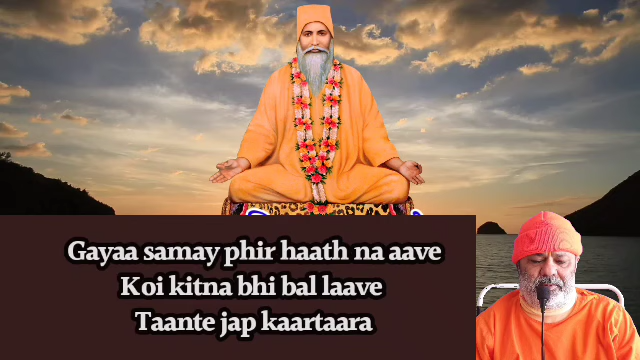 Gayaa samay phir haath na aave
Koi kitna bhi bal laave
Taante jap kaartaara